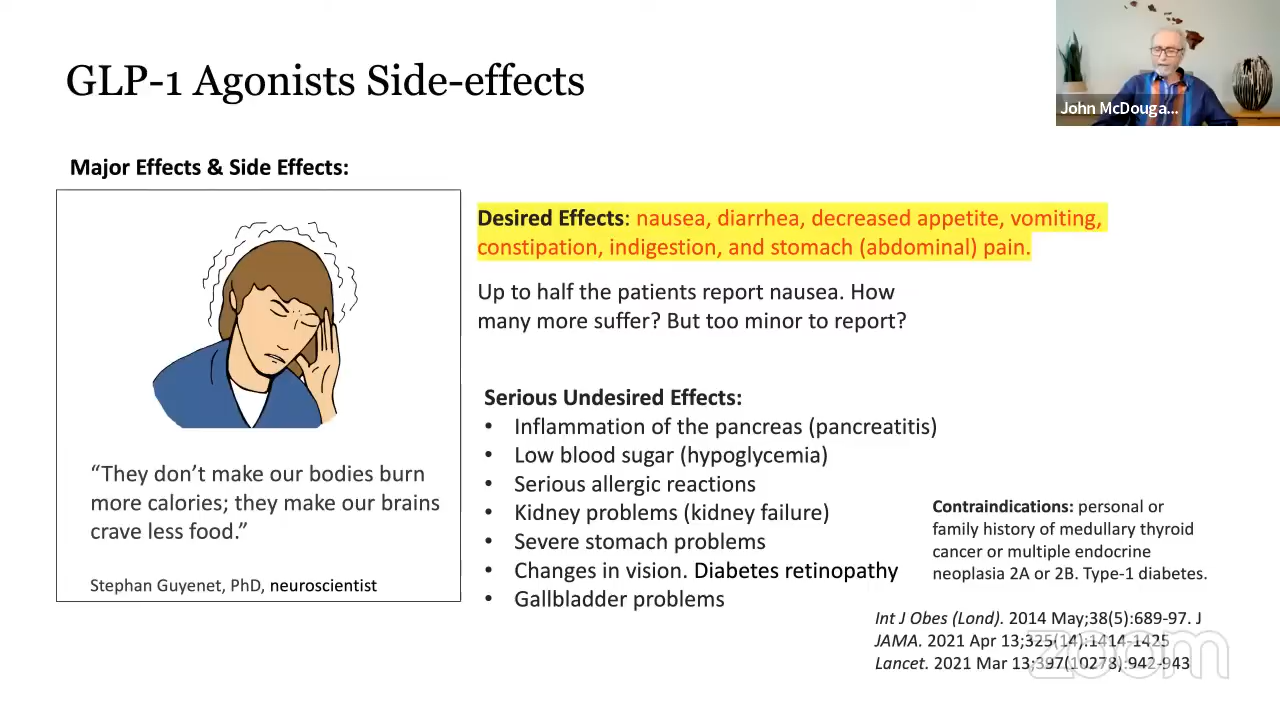 GLP-1 Agonists Side-effects
John McDouga...
Major Effects & Side Effects:
Desired Effects: nausea, diarrhea, decreased appetite, vomiting,
constipation, indigestion, and stomach (abdominal) pain.
Up to half the patients report nausea. How
many more suffer? But too minor to report?
“They don’t make our bodies burn
more calories; they make our brains
crave less food.”
Stephan Guyenet, PhD, neuroscientist
Serious Undesired Effects:
• Inflammation of the pancreas (pancreatitis)
• Low blood sugar (hypoglycemia)
• Serious allergic reactions
• Kidney problems (kidney failure)
• Severe stomach problems
• Changes in vision. Diabetes retinopathy
• Gallbladder problems
Contraindications: personal or
family history of medullary thyroid
cancer or multiple endocrine
neoplasia 2A or 2B. Type-1 diabetes.
Int J Obes (Lond). 2014 May;38(5):689-97. J
JAMA. 2021 Apr 13;325(14):1414-1425
Lancet. 2021 Mar 13;397(10278):942-943
zoom